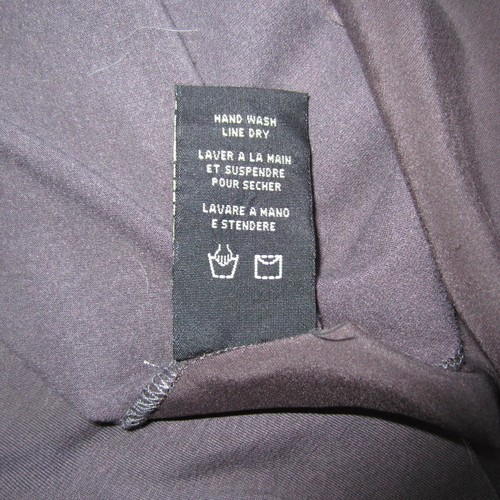 HAND WASH
LINE DRY
LAVER A LA MAIN
ET SUSPENDRE
POUR SECHER
LAVARE A MANO
E STENDERE